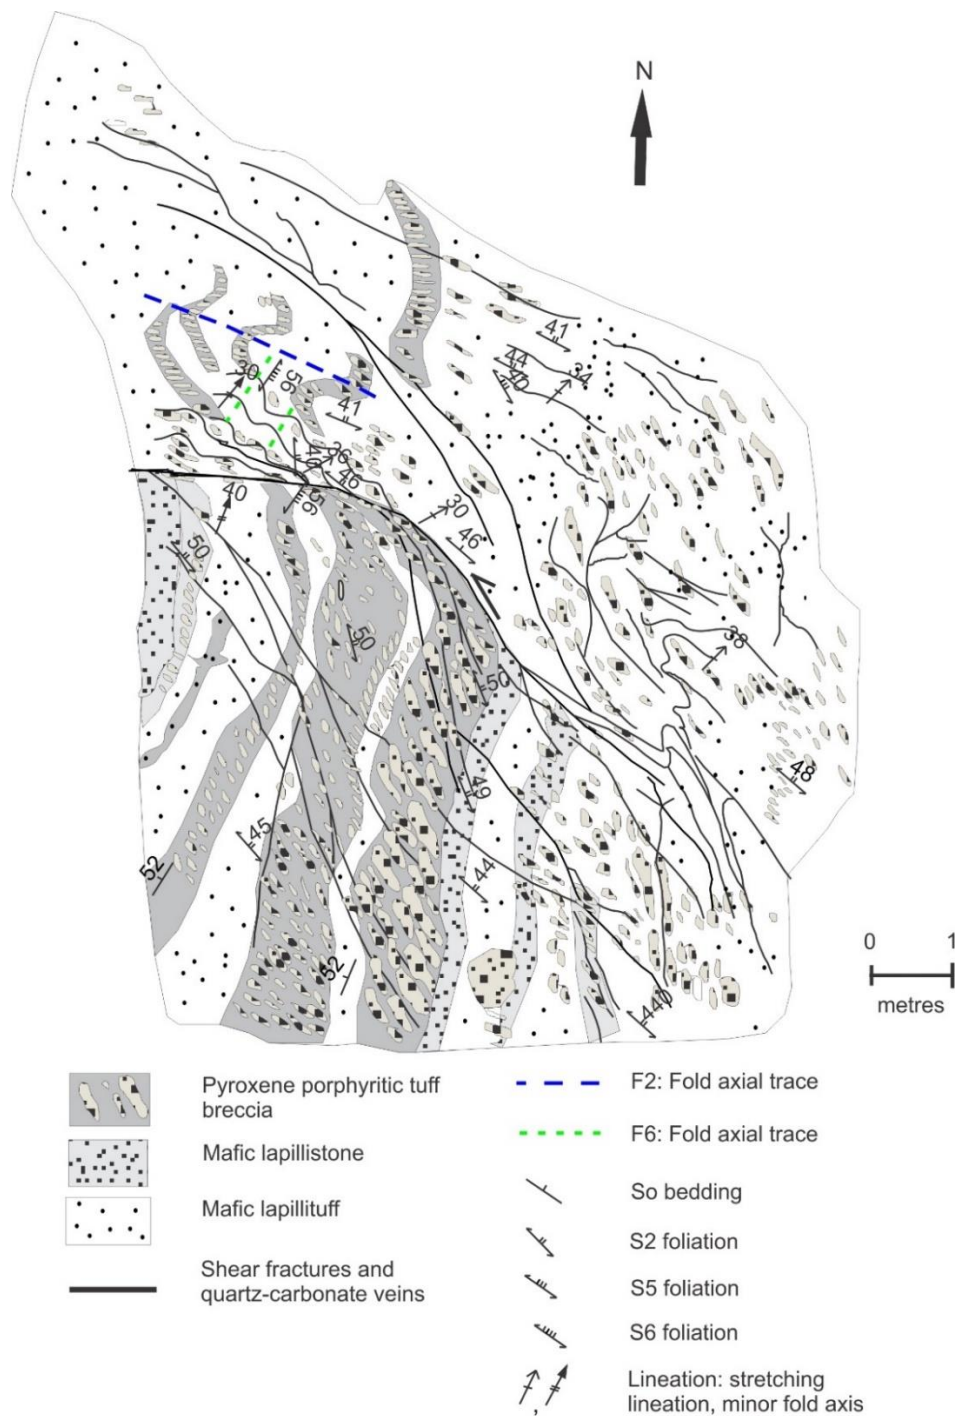 N
41
44
40
34
30
56
41
40
36
46
56
40
30
46
50
50
38
50
48
49
45
44
52
52
44
0 1
metres
Pyroxene porphyritic tuff
breccia
Mafic lapillistone
Mafic lapillituff
Shear fractures and
quartz-carbonate veins
F2: Fold axial trace
F6: Fold axial trace
So bedding
S2 foliation
S5 foliation
S6 foliation
Lineation: stretching
lineation, minor fold axis